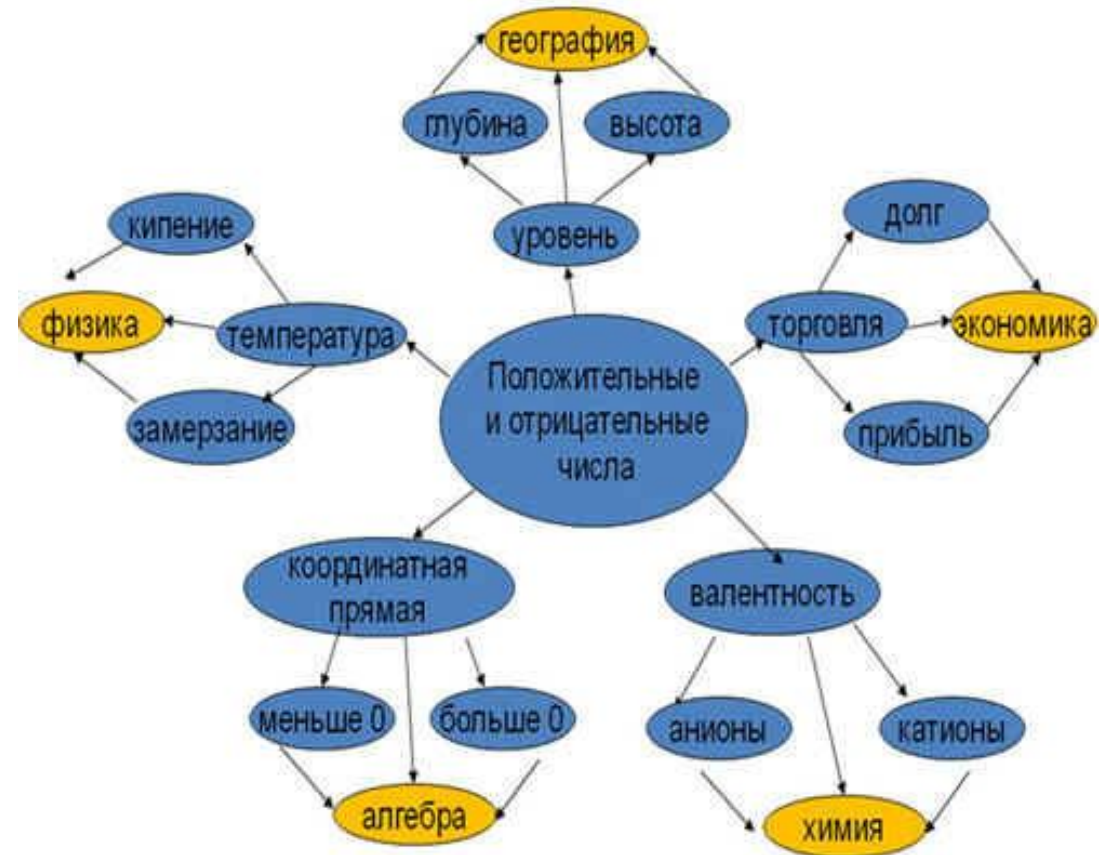 география
глубина
высота
уровень
кипение
физика
температура
замерзание
долг
торговля
экономика
прибыль
Положительные
и отрицательные
числа
координатная
прямая
меньше 0
больше 0
алгебра
валентность
анионы
катионы
химия